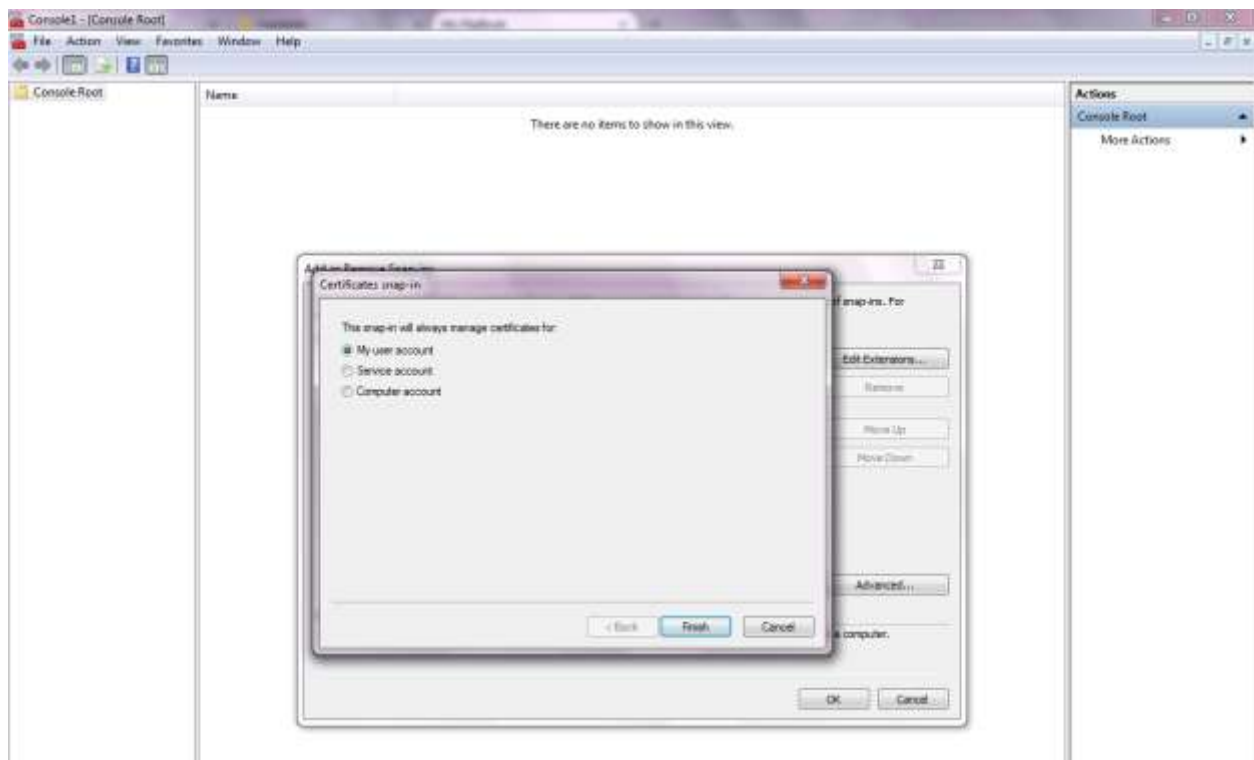 Console1 - [Console Root]
File Action View Favorites Window Help
Console Root
Name
There are no items to show in this view.
Actions
Console Root
More Actions
Add or Remove Snap-ins
of snap-ins. For
Certificates snap-in
This snap-in will always manage certificates for:
My user account
Service account
Computer account
Edit Extensions...
Remove
Move Up
Move Down
Advanced...
< Back Finish Cancel
a computer.
OK Cancel